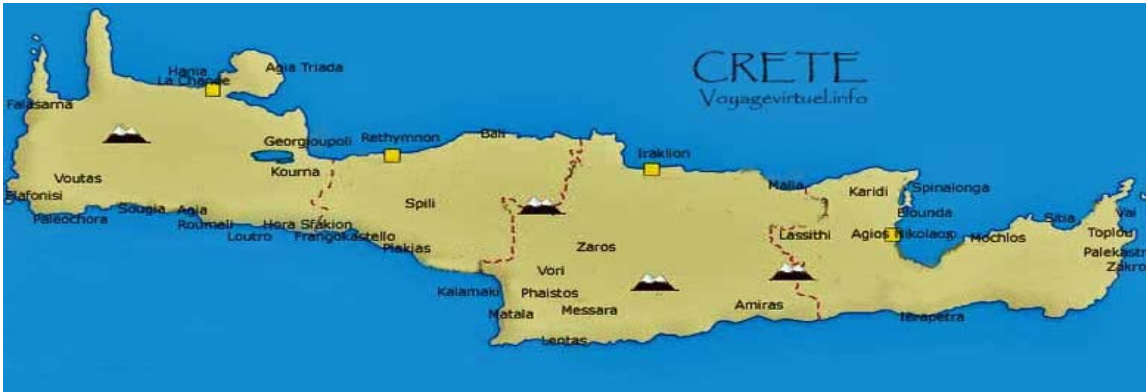 CRETE
Voyagevirtuel.info
Hania
La Chanée
Agia Triada
Falasarna
Georgioupoli
Rethymnon
Bali
Iraklion
Kourna
Voutas
Elafonisi
Paleochora
Sougia
Agia
Roumeli
Loutro
Hora Sfakion
Frangokastello
Plakias
Spili
Malia
Karidi
Spinalonga
Elounda
Lassithi
Agios Nikolaos
Mochlos
Sitia
Vai
Toplou
Palekastr
Zakro
Zaros
Vori
Kalamaki
Phaistos
Matala
Messara
Lentas
Amiras
Ierapetra